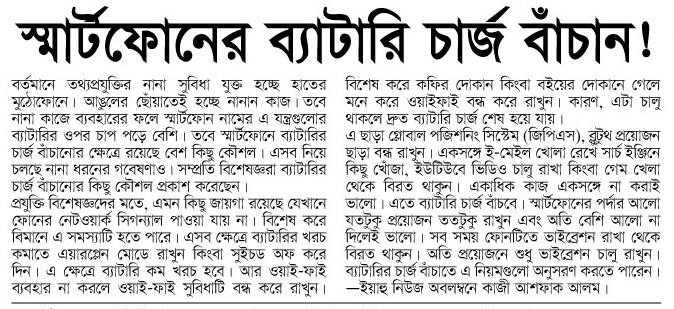 স্মার্টফোনের ব্যাটারি চার্জ বাঁচান!
বর্তমানে তথ্যপ্রযুক্তির নানা সুবিধা যুক্ত হচ্ছে হাতের
মুঠোফোনে। আঙুলের ছোঁয়াতেই হচ্ছে নানান কাজ। তবে
নানা কাজে ব্যবহারের ফলে স্মার্টফোন নামের এ যন্ত্রগুলোর
ব্যাটারির ওপর চাপ পড়ে বেশি। তবে স্মার্টফোনে ব্যাটারির
চার্জ বাঁচানোর ক্ষেত্রে রয়েছে বেশ কিছু কৌশল। এসব নিয়ে
চলছে নানা ধরনের গবেষণাও। সম্প্রতি বিশেষজ্ঞরা ব্যাটারির
চার্জ বাঁচানোর কিছু কৌশল প্রকাশ করেছেন।
প্রযুক্তি বিশেষজ্ঞদের মতে, এমন কিছু জায়গা রয়েছে যেখানে
ফোনের নেটওয়ার্ক সিগন্যাল পাওয়া যায় না। বিশেষ করে
বিমানে এ সমস্যাটি হতে পারে। এসব ক্ষেত্রে ব্যাটারির খরচ
কমাতে এয়ারপ্লেন মোডে রাখুন কিংবা সুইচড অফ করে
দিন। এ ক্ষেত্রে ব্যাটারি কম খরচ হবে। আর ওয়াই-ফাই
ব্যবহার না করলে ওয়াই-ফাই সুবিধাটি বন্ধ করে রাখুন।
বিশেষ করে কফির দোকান কিংবা বইয়ের দোকানে গেলে
মনে করে ওয়াইফাই বন্ধ করে রাখুন। কারণ, এটা চালু
থাকলে দ্রুত ব্যাটারি চার্জ শেষ হয়ে যায়।
এ ছাড়া গ্লোবাল পজিশনিং সিস্টেম (জিপিএস), ব্লুটুথ প্রয়োজন
ছাড়া বন্ধ রাখুন। একসঙ্গে ই-মেইল খোলা রেখে সার্চ ইঞ্জিনে
কিছু খোঁজা, ইউটিউবে ভিডিও চালু রাখা কিংবা গেম খেলা
থেকে বিরত থাকুন। একাধিক কাজ একসঙ্গে না করাই
ভালো। এতে ব্যাটারি চার্জ বাঁচবে। স্মার্টফোনের পর্দার আলো
যতটুকু প্রয়োজন ততটুকু রাখুন এবং অতি বেশি আলো না
দিলেই ভালো। সব সময় ফোনটিতে ভাইব্রেশন রাখা থেকে
বিরত থাকুন। অতি প্রয়োজনে শুধু ভাইব্রেশন চালু রাখুন।
ব্যাটারির চার্জ বাঁচাতে এ নিয়মগুলো অনুসরণ করতে পারেন।
—ইয়াহু নিউজ অবলম্বনে কাজী আশফাক আলম।